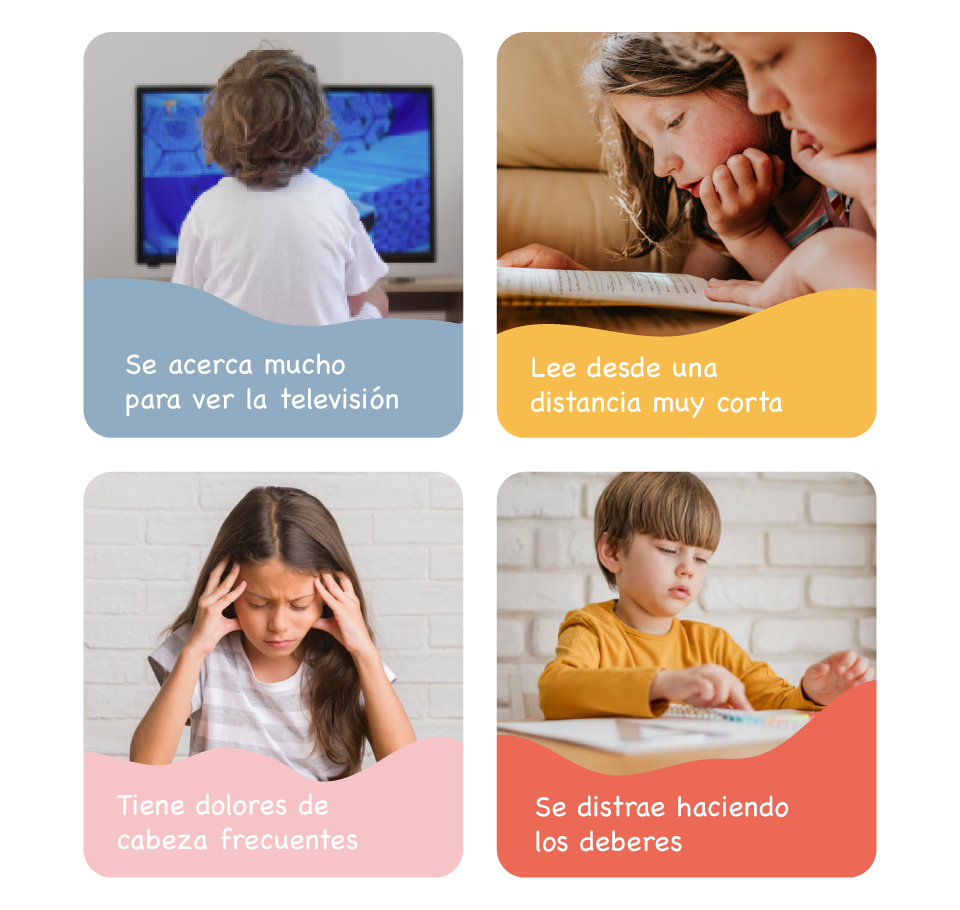 Se acerca mucho
para ver la televisión
Lee desde una
distancia muy corta
Tiene dolores de
cabeza frecuentes
Se distrae haciendo
los deberes